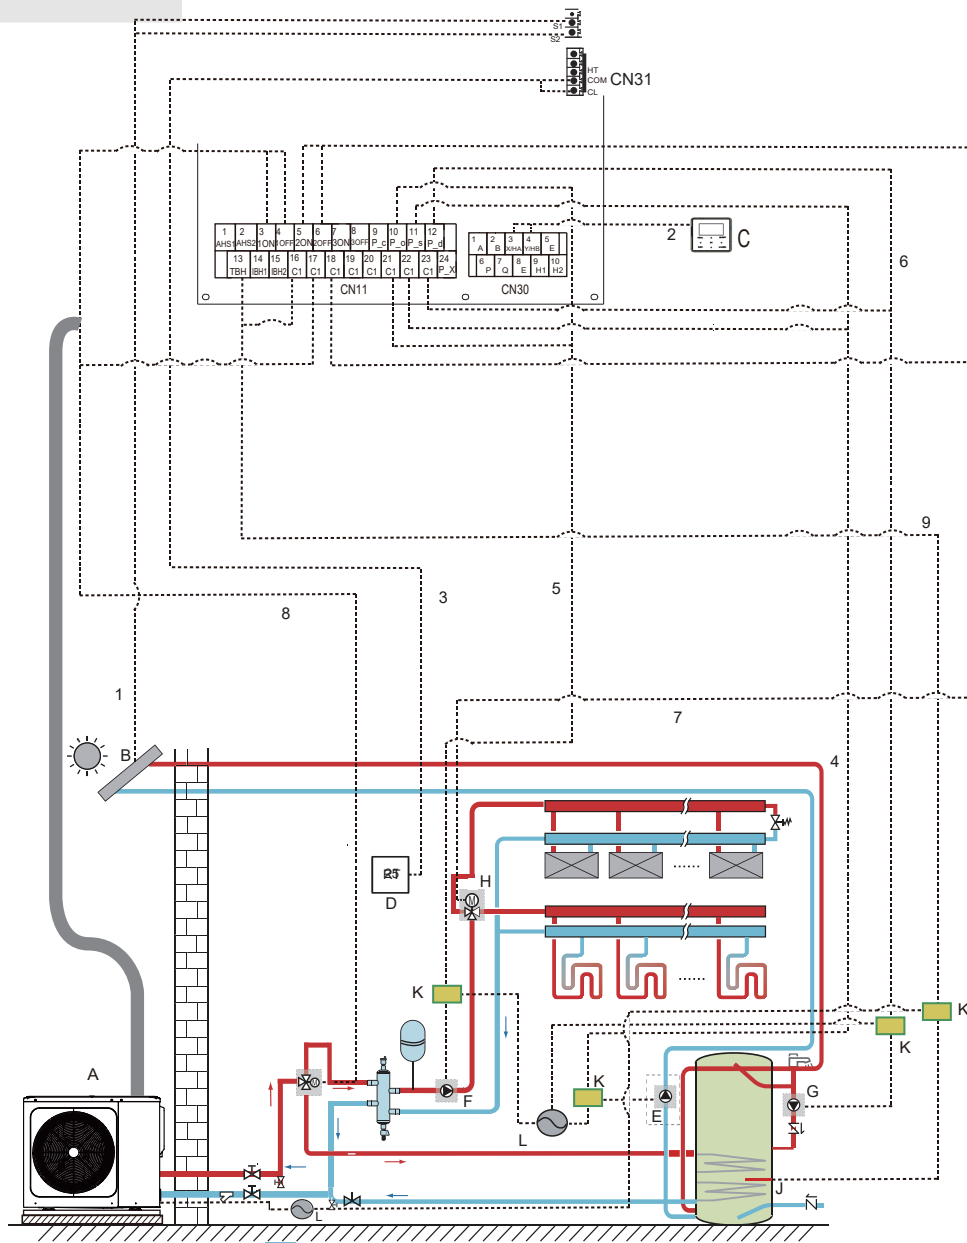 S1
S2
HT
COM
CL
CN31
1 2 3 4 5 6 7 8 9 10 11 12
AHS1 AHS2 1ON 1OFF 2ON 2OFF 3ON 3OFF P_c P_o P_s P_d
13 14 15 16 17 18 19 20 21 22 23 24
TBH IBH1 IBH2 C1 C1 C1 C1 C1 C1 C1 C1 P_X
CN11
1 2 3 4 5
A B X/HA Y/HB E
6 7 8 9 10
P Q E H1 H2
CN30
2
C
6
9
8
3
5
1
7
B
4
D
H
M
K
K
K
A
M
F
K
E
G
L
J
L